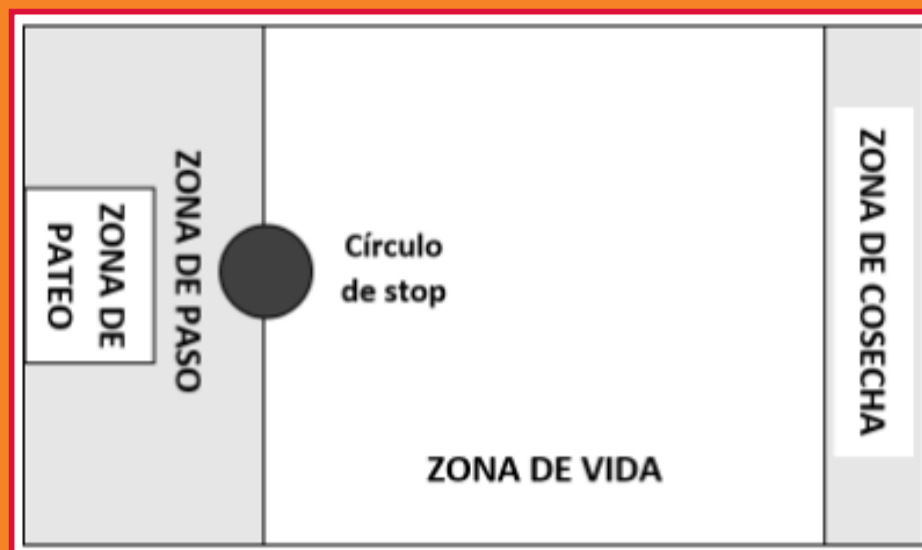 ZONA DE
PATEO
ZONA DE PASO
Círculo
de stop
ZONA DE VIDA
ZONA DE COSECHA